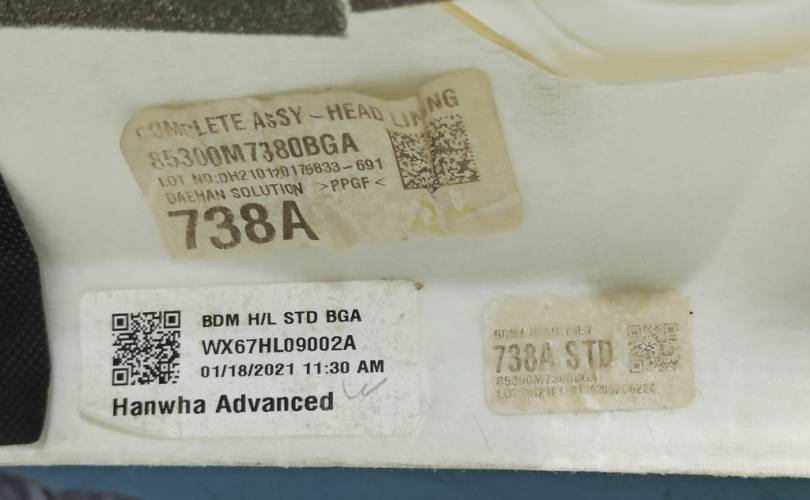 COMPLETE ASSY - HEAD LINING
85300M7380BGA
LOT NO:DH210120175833-691
DAEHAN SOLUTION >PPGF<
738A
BDM H/L STD BGA
WX67HL09002A
01/18/2021 11:30 AM
Hanwha Advanced
738A STD
85300M7380BGA